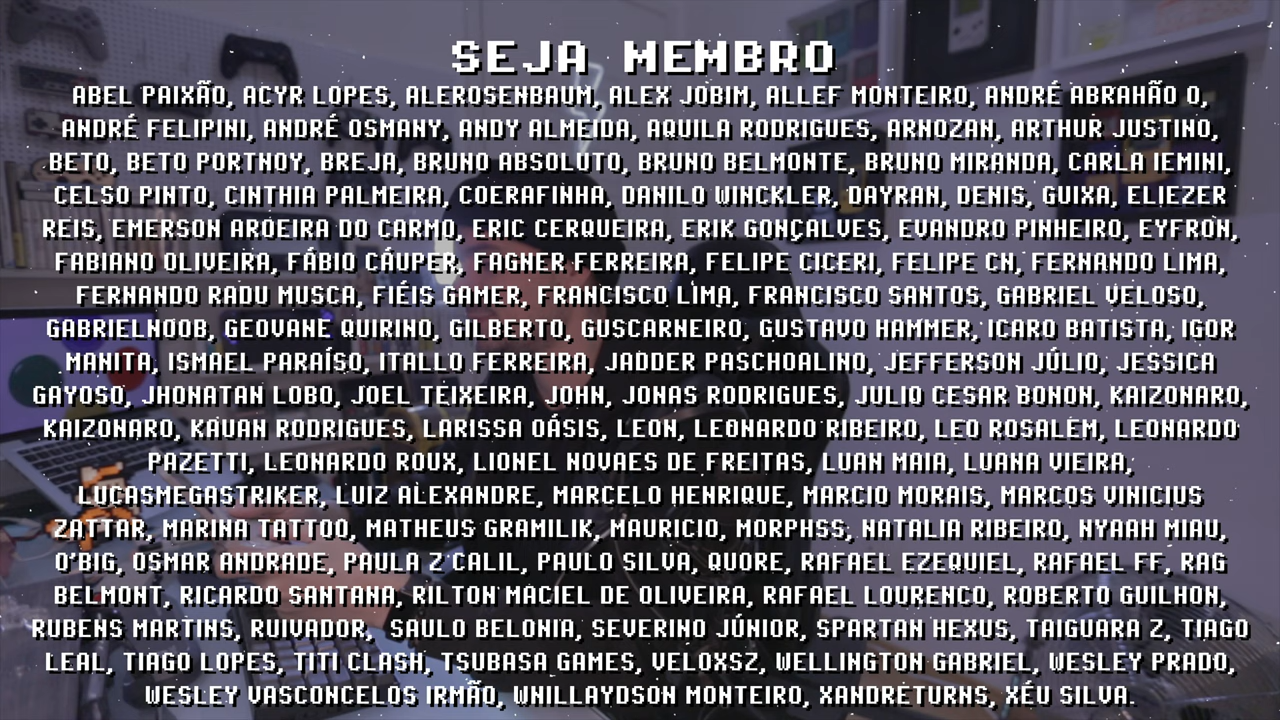 SEJA MEMBRO
ABEL PAIXÃO, ACYR LOPES, ALEROSENBAUM, ALEX JOBIM, ALLEF MONTEIRO, ANDRÉ ABRAHÃO O,
ANDRÉ FELIPINI, ANDRÉ OSMANY, ANDY ALMEIDA, AQUILA RODRIGUES, ARNOZAN, ARTHUR JUSTINO,
BETO, BETO PORTNOY, BREJA, BRUNO ABSOLUTO, BRUNO BELMONTE, BRUNO MIRANDA, CARLA IEMINI,
CELSO PINTO, CINTHIA PALMEIRA, COERAFINHA, DANILO WINCKLER, DAYRAN, DENIS, GUIXA, ELIEZER
REIS, EMERSON AROEIRA DO CARMO, ERIC CERQUEIRA, ERIK GONÇALVES, EVANDRO PINHEIRO, EYFRON,
FABIANO OLIVEIRA, FÁBIO CÁUPER, FAGNER FERREIRA, FELIPE CICERI, FELIPE CN, FERNANDO LIMA,
FERNANDO RADU MUSCA, FIÉIS GAMER, FRANCISCO LIMA, FRANCISCO SANTOS, GABRIEL VELOSO,
GABRIELNOOB, GEOVANE QUIRINO, GILBERTO, GUSCARNEIRO, GUSTAVO HAMMER, ICARO BATISTA, IGOR
MANITA, ISMAEL PARAÍSO, ITALLO FERREIRA, JADDER PASCHOALINO, JEFFERSON JÚLIO, JESSICA
GAYOSO, JHONATAN LOBO, JOEL TEIXEIRA, JOHN, JONAS RODRIGUES, JULIO CESAR BONON, KAIZONARO,
KAIZONARO, KAUAN RODRIGUES, LARISSA OÁSIS, LEON, LEONARDO RIBEIRO, LEO ROSALEM, LEONARDO
PAZETTI, LEONARDO ROUX, LIONEL NOVAES DE FREITAS, LUAN MAIA, LUANA VIEIRA,
LUCASMEGASTRIKER, LUIZ ALEXANDRE, MARCELO HENRIQUE, MARCIO MORAIS, MARCOS VINICIUS
ZATTAR, MARINA TATTOO, MATHEUS GRAMILIK, MAURICIO, MORPHSS, NATALIA RIBEIRO, NYAAH MIAU,
O'BIG, OSMAR ANDRADE, PAULA Z'CALIL, PAULO SILVA, QUORE, RAFAEL EZEQUIEL, RAFAEL FF, RAG
BELMONT, RICARDO SANTANA, RILTON MACIEL DE OLIVEIRA, RAFAEL LOURENCO, ROBERTO GUILHON,
RUBENS MARTINS, RUIVADOR, SAULO BELONIA, SEVERINO JÚNIOR, SPARTAN HEXUS, TAIGUARA Z, TIAGO
LEAL, TIAGO LOPES, TITI CLASH, TSUBASA GAMES, VELOXSZ, WELLINGTON GABRIEL, WESLEY PRADO,
WESLEY VASCONCELOS IRMÃO, WNILLAYDSON MONTEIRO, XANDRETURNS, XÉU SILVA.